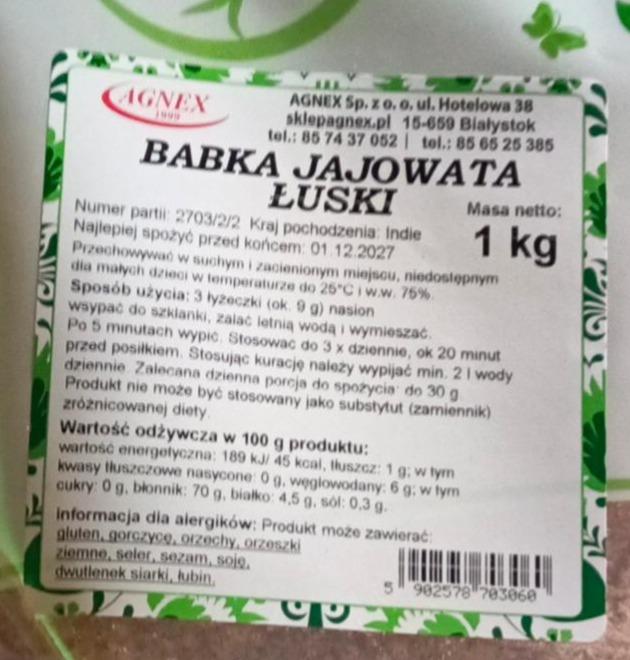 AGNEX
1999
AGNEX Sp. z o. o. ul. Hotelowa 38
sklepagnex.pl 15-659 Białystok
tel.: 85 74 37 052 | tel.: 85 65 25 385
BABKA JAJOWATA
ŁUSKI
Masa netto:
1 kg
Numer partii: 2703/2/2 Kraj pochodzenia: Indie
Najlepiej spożyć przed końcem: 01.12.2027
Przechowywać w suchym i zacienionym miejscu, niedostępnym
dla małych dzieci w temperaturze do 25°C i w.w. 75%.
Sposób użycia: 3 łyżeczki (ok. 9 g) nasion
wsypać do szklanki, zalać letnią wodą i wymieszać.
Po 5 minutach wypić. Stosować do 3 x dziennie, ok 20 minut
przed posiłkiem. Stosując kurację należy wypijać min. 2 l wody
dziennie. Zalecana dzienna porcja do spożycia: do 30 g
Produkt nie może być stosowany jako substytut (zamiennik)
zróżnicowanej diety.
Wartość odżywcza w 100 g produktu:
wartość energetyczna: 189 kJ/ 45 kcal, tłuszcz: 1 g; w tym
kwasy tłuszczowe nasycone: 0 g, węglowodany: 6 g; w tym
cukry: 0 g, błonnik: 70 g, białko: 4,5 g, sól: 0,3 g.
Informacja dla alergików: Produkt może zawierać:
gluten, gorczycę, orzechy, orzeszki
ziemne, seler, sezam, soję,
dwutlenek siarki, łubin.
5 902578 703060